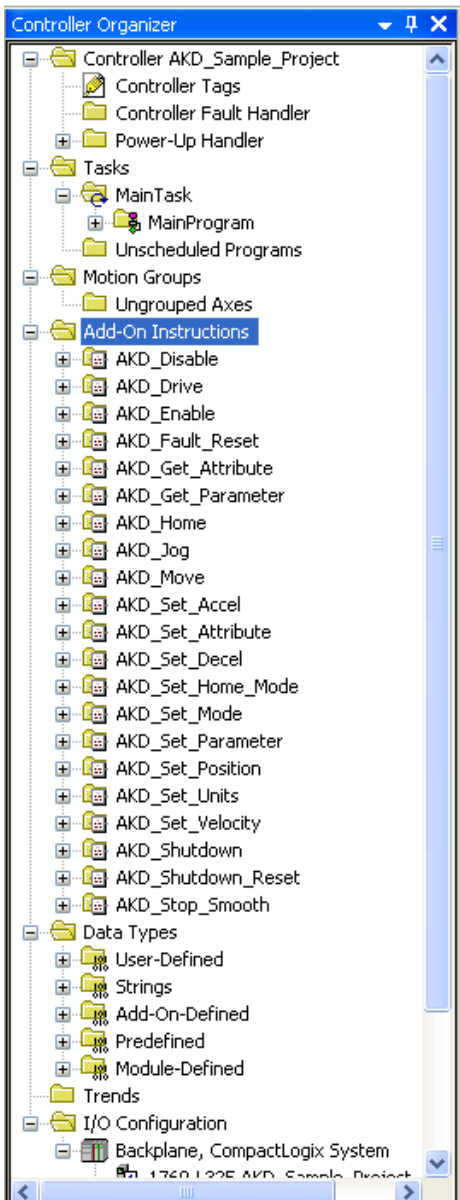 Controller Organizer
Controller AKD_Sample_Project
Controller Tags
Controller Fault Handler
Power-Up Handler
Tasks
MainTask
MainProgram
Unscheduled Programs
Motion Groups
Ungrouped Axes
Add-On Instructions
AKD_Disable
AKD_Drive
AKD_Enable
AKD_Fault_Reset
AKD_Get_Attribute
AKD_Get_Parameter
AKD_Home
AKD_Jog
AKD_Move
AKD_Set_Accel
AKD_Set_Attribute
AKD_Set_Decel
AKD_Set_Home_Mode
AKD_Set_Mode
AKD_Set_Parameter
AKD_Set_Position
AKD_Set_Units
AKD_Set_Velocity
AKD_Shutdown
AKD_Shutdown_Reset
AKD_Stop_Smooth
Data Types
User-Defined
Strings
Add-On-Defined
Predefined
Module-Defined
Trends
I/O Configuration
Backplane, CompactLogix System
AKD_Sample_Project